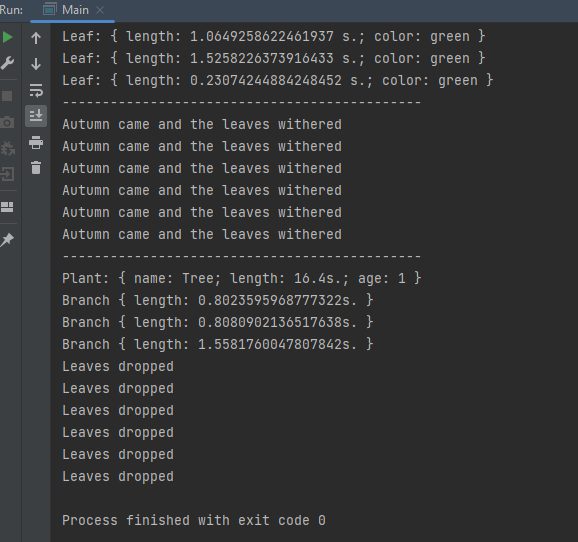 Run: Main
Leaf: { length: 1.0649258622461937 s.; color: green }
Leaf: { length: 1.5258226373916433 s.; color: green }
Leaf: { length: 0.23074244884248452 s.; color: green }
---------------------------------------------
Autumn came and the leaves withered
Autumn came and the leaves withered
Autumn came and the leaves withered
Autumn came and the leaves withered
Autumn came and the leaves withered
Autumn came and the leaves withered
---------------------------------------------
Plant: { name: Tree; length: 16.4s.; age: 1 }
Branch { length: 0.8023595968777322s. }
Branch { length: 0.8080902136517638s. }
Branch { length: 1.5581760047807842s. }
Leaves dropped
Leaves dropped
Leaves dropped
Leaves dropped
Leaves dropped
Leaves dropped
Process finished with exit code 0